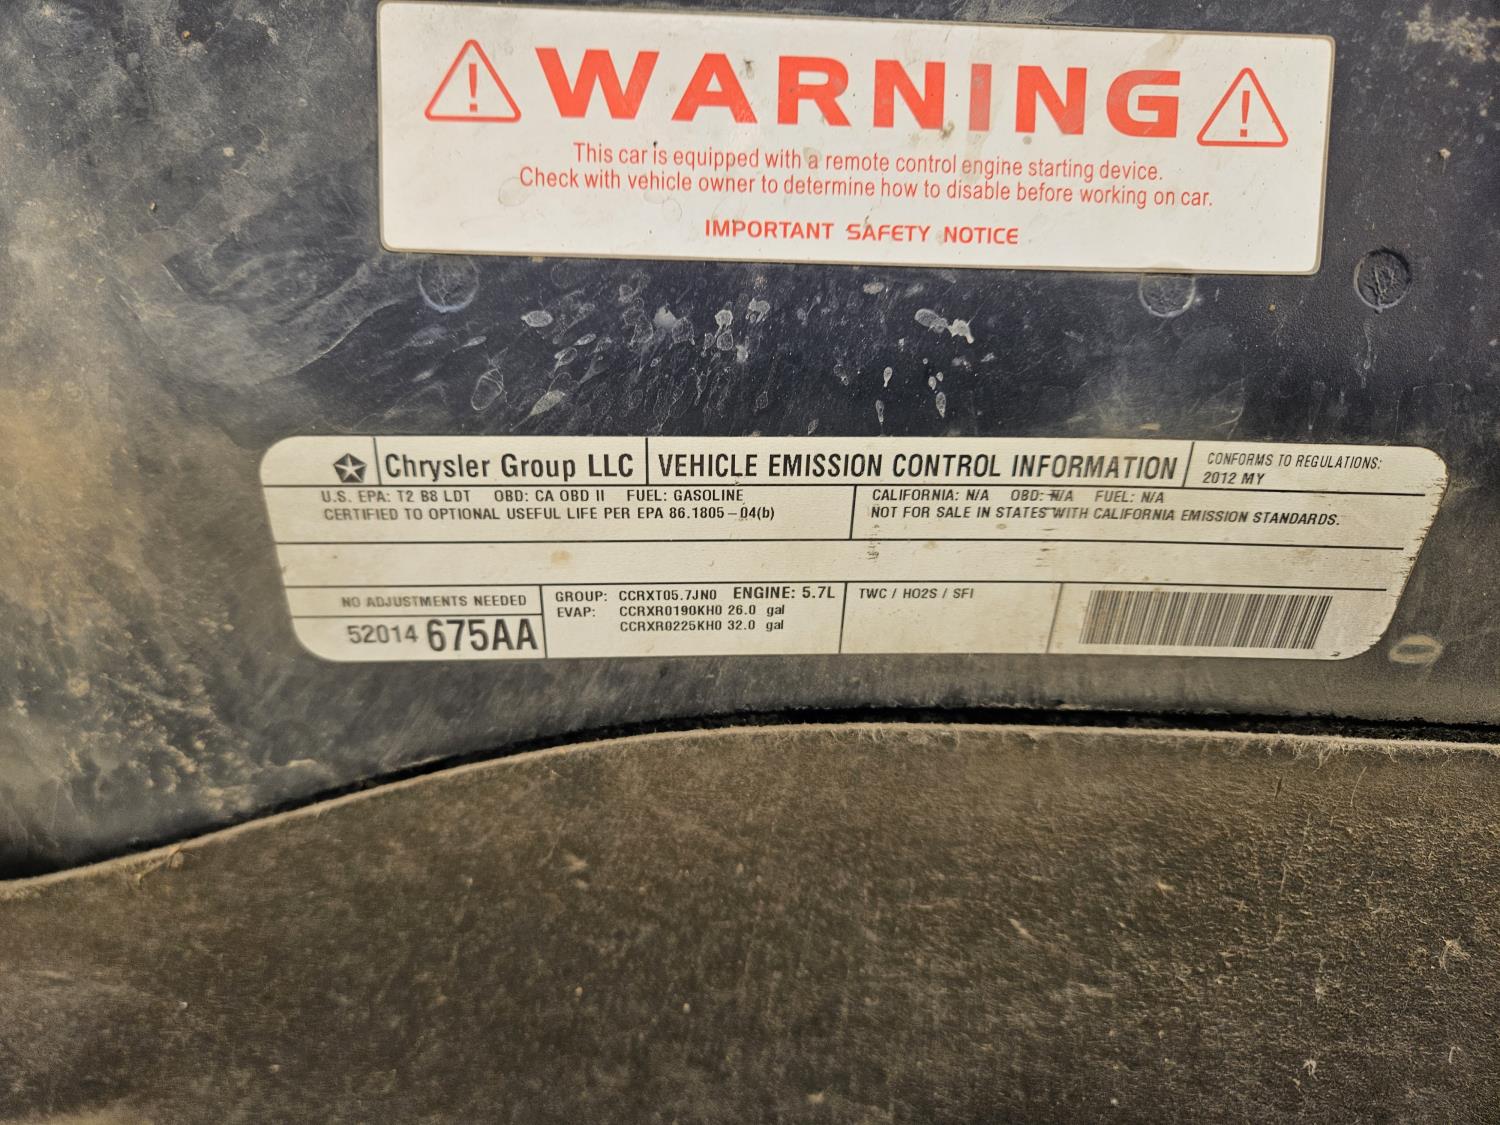 WARNING
This car is equipped with a remote control engine starting device.
Check with vehicle owner to determine how to disable before working on car.
IMPORTANT SAFETY NOTICE
Chrysler Group LLC VEHICLE EMISSION CONTROL INFORMATION CONFORMS TO REGULATIONS:
2012 MY
U.S. EPA: T2 B8 LDT OBD: CA OBD II FUEL: GASOLINE
CERTIFIED TO OPTIONAL USEFUL LIFE PER EPA 86.1805-04(b)
CALIFORNIA: N/A OBD: N/A FUEL: N/A
NOT FOR SALE IN STATES WITH CALIFORNIA EMISSION STANDARDS.
NO ADJUSTMENTS NEEDED
52014 675AA
GROUP: CCRXT05.7JN0 ENGINE: 5.7L
EVAP: CCRXR0190KH0 26.0 gal
CCRXR0225KH0 32.0 gal
TWC / HO2S / SFI